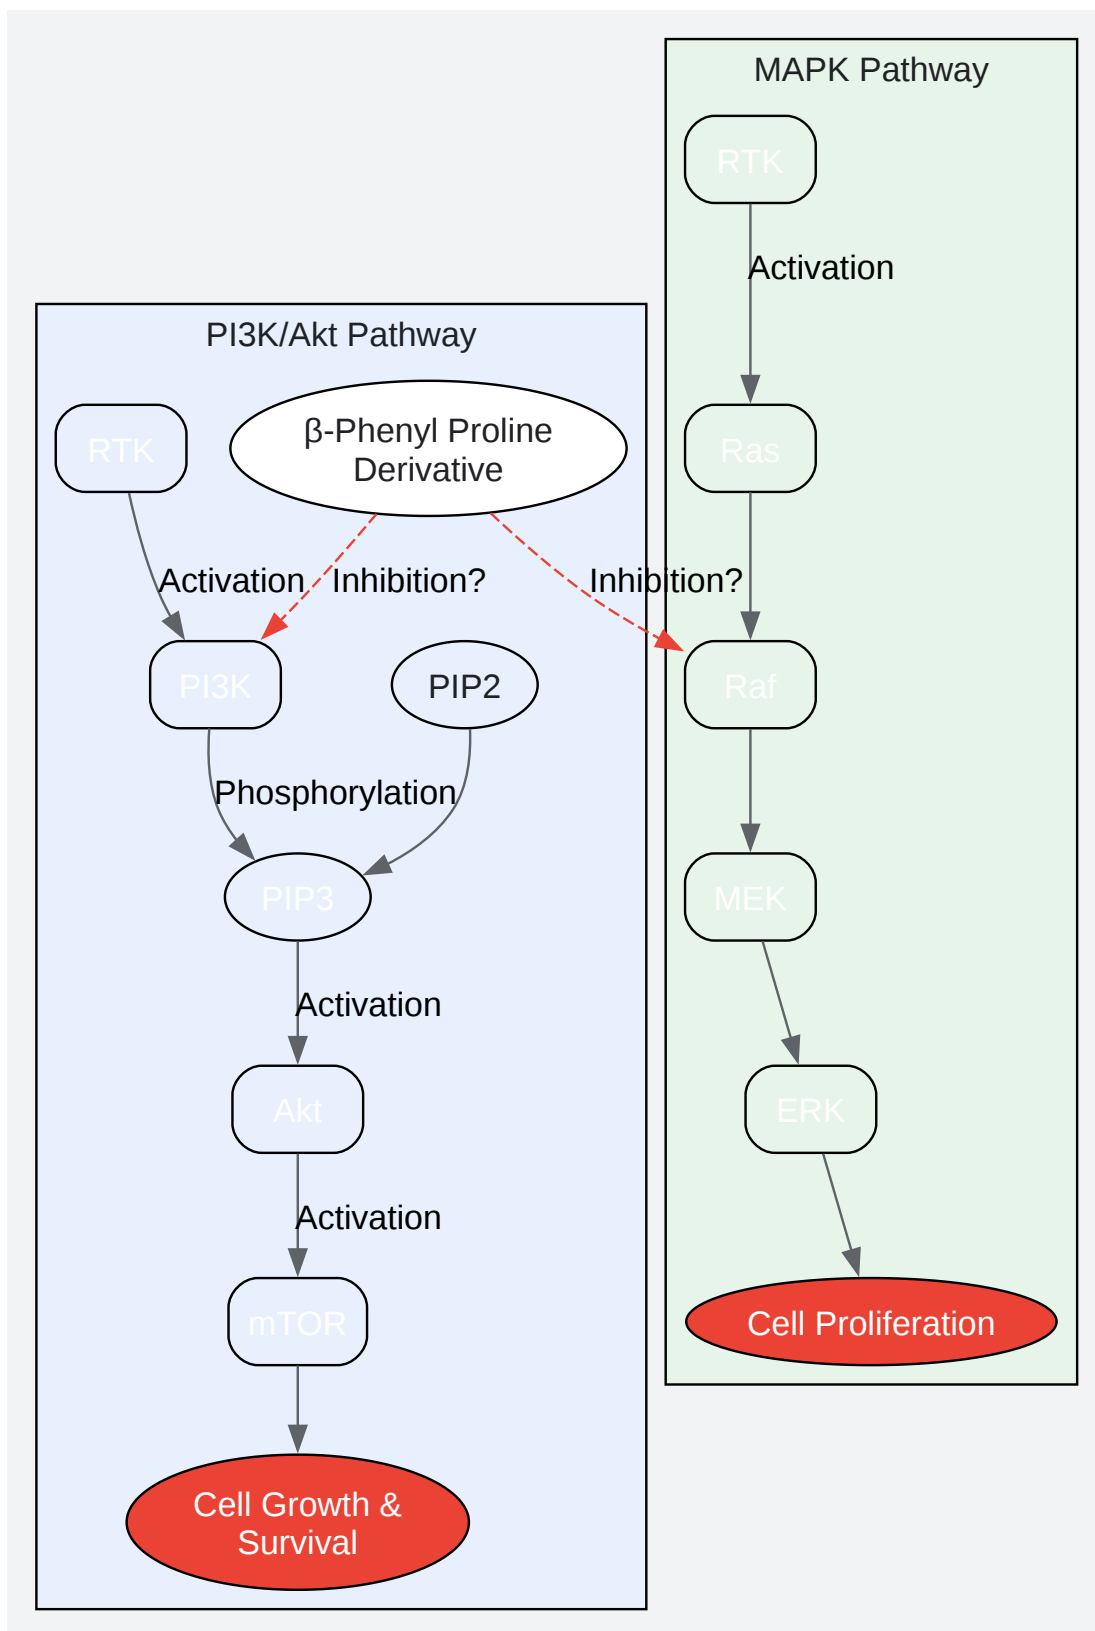 MAPK Pathway
RTK
Activation
Ras
Inhibition?
Raf
MEK
ERK
Cell Proliferation
PI3K/Akt Pathway
RTK
β-Phenyl Proline
Derivative
Activation
Inhibition?
PI3K
PIP2
Phosphorylation
PIP3
Activation
Akt
Activation
mTOR
Cell Growth &
Survival